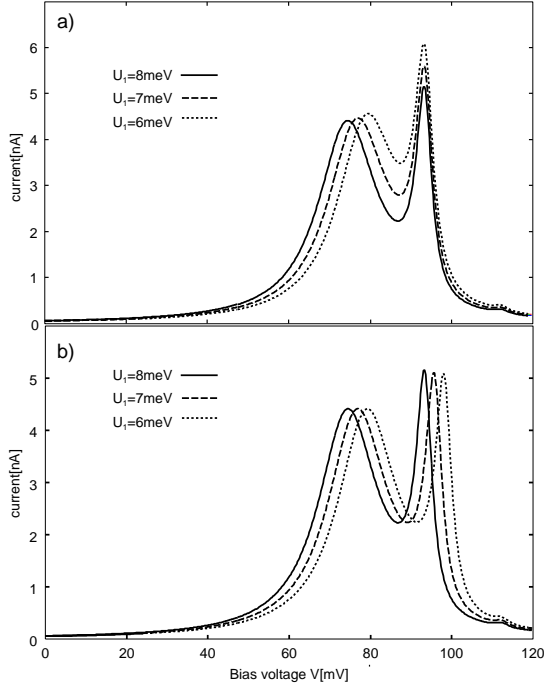 a)
6
5
4
3
2
1
0
current[nA]
U₁=8meV
U₁=7meV
U₁=6meV
b)
5
4
3
2
1
0
current[nA]
U₁=8meV
U₁=7meV
U₁=6meV
0 20 40 60 80 100 120
Bias voltage V[mV]